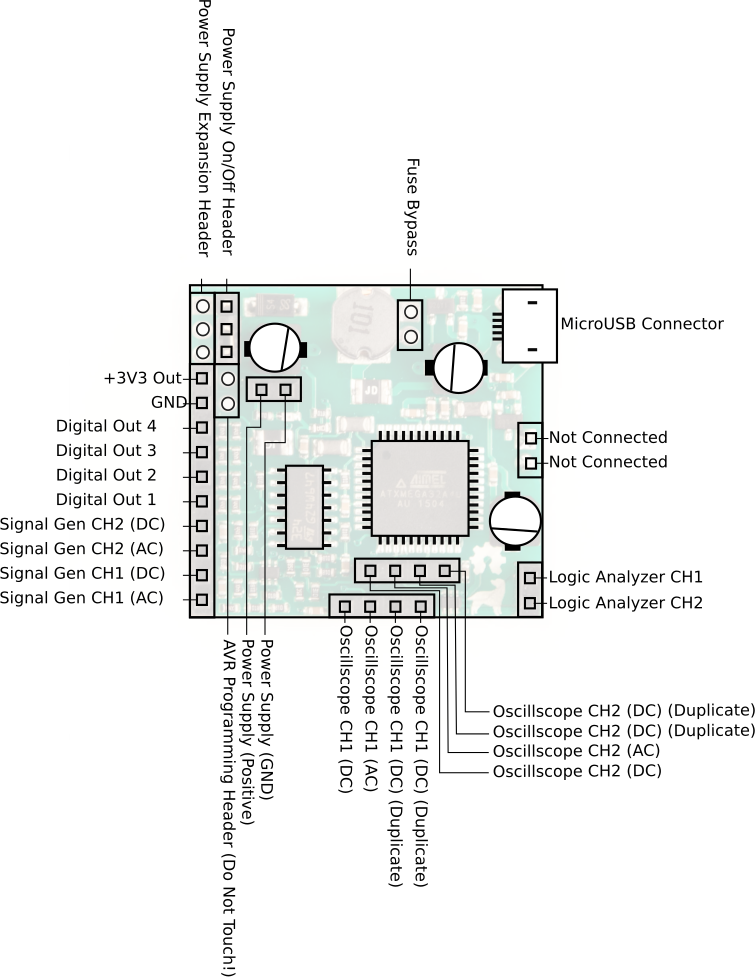 Power Supply Expansion Header
Power Supply On/Off Header
Fuse Bypass
101
JD
MicroUSB Connector
+3V3 Out
GND
Digital Out 4
Digital Out 3
Digital Out 2
Digital Out 1
Signal Gen CH2 (DC)
Signal Gen CH2 (AC)
Signal Gen CH1 (DC)
Signal Gen CH1 (AC)
Not Connected
Not Connected
Logic Analyzer CH1
Logic Analyzer CH2
AVR Programming Header (Do Not Touch!)
Power Supply (Positive)
Power Supply (GND)
Oscillscope CH1 (DC)
Oscillscope CH1 (AC)
Oscillscope CH1 (DC) (Duplicate)
Oscillscope CH1 (DC) (Duplicate)
Oscillscope CH2 (DC) (Duplicate)
Oscillscope CH2 (DC) (Duplicate)
Oscillscope CH2 (AC)
Oscillscope CH2 (DC)